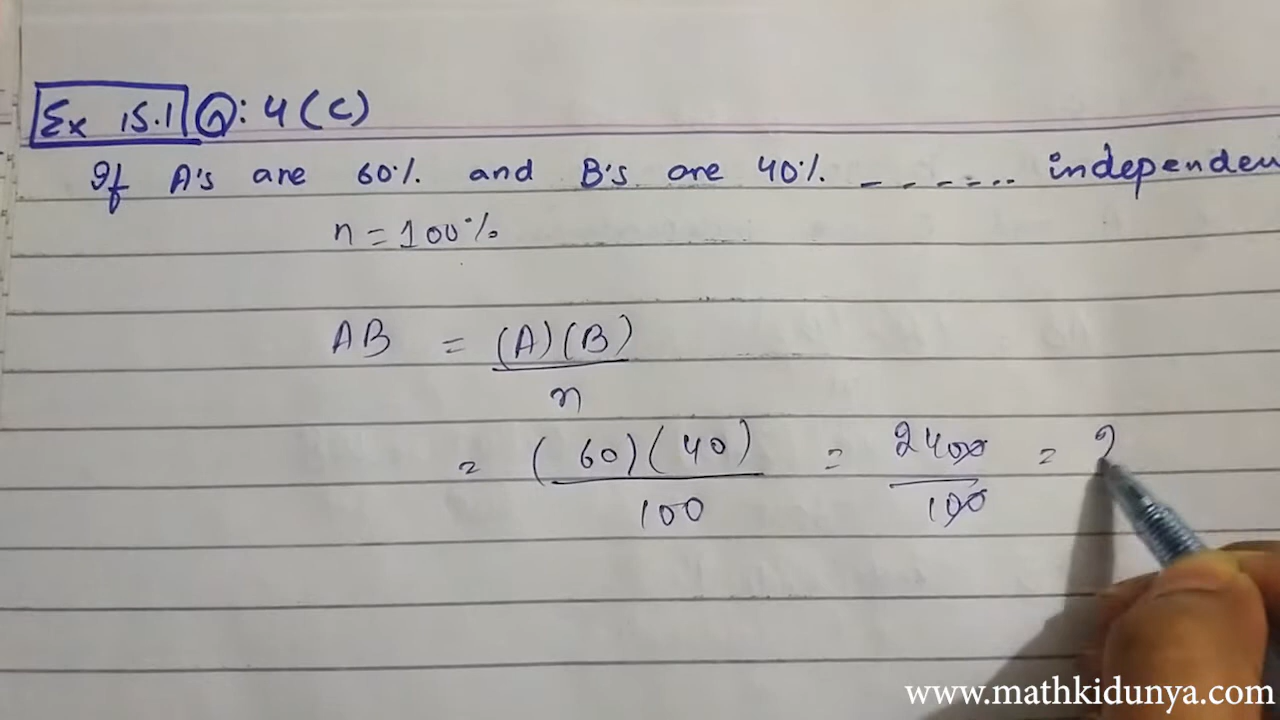 Ex 15.1 Q: 4 (C)
If A's are 60% and B's are 40% ------ independen
n = 100%
AB = (A)(B)
n
= (60)(40) = 2400 = 2
100 100
www.mathkidunya.com